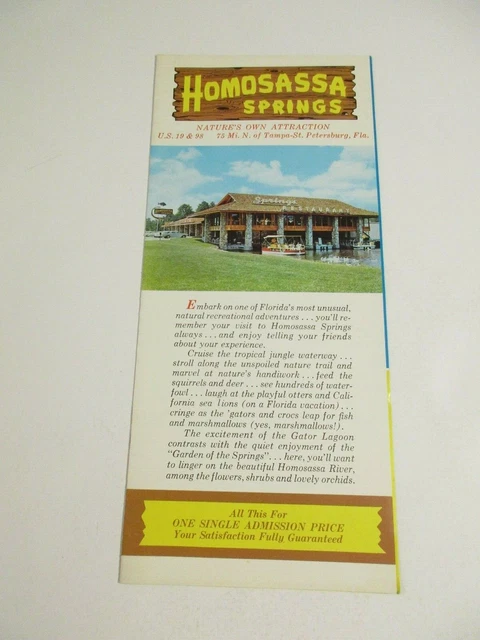 HOMOSASSA
SPRINGS
NATURE'S OWN ATTRACTION
U.S. 19 & 98 75 Mi. N. of Tampa-St. Petersburg, Fla.
Springs
RESTAURANT
Embark on one of Florida's most unusual,
natural recreational adventures . . . you'll re-
member your visit to Homosassa Springs
always . . . and enjoy telling your friends
about your experience.
Cruise the tropical jungle waterway . . .
stroll along the unspoiled nature trail and
marvel at nature's handiwork . . . feed the
squirrels and deer . . . see hundreds of water-
fowl . . . laugh at the playful otters and Cali-
fornia sea lions (on a Florida vacation) . . .
cringe as the 'gators and crocs leap for fish
and marshmallows (yes, marshmallows!).
The excitement of the Gator Lagoon
contrasts with the quiet enjoyment of the
"Garden of the Springs" . . . here, you'll want
to linger on the beautiful Homosassa River,
among the flowers, shrubs and lovely orchids.
All This For
ONE SINGLE ADMISSION PRICE
Your Satisfaction Fully Guaranteed